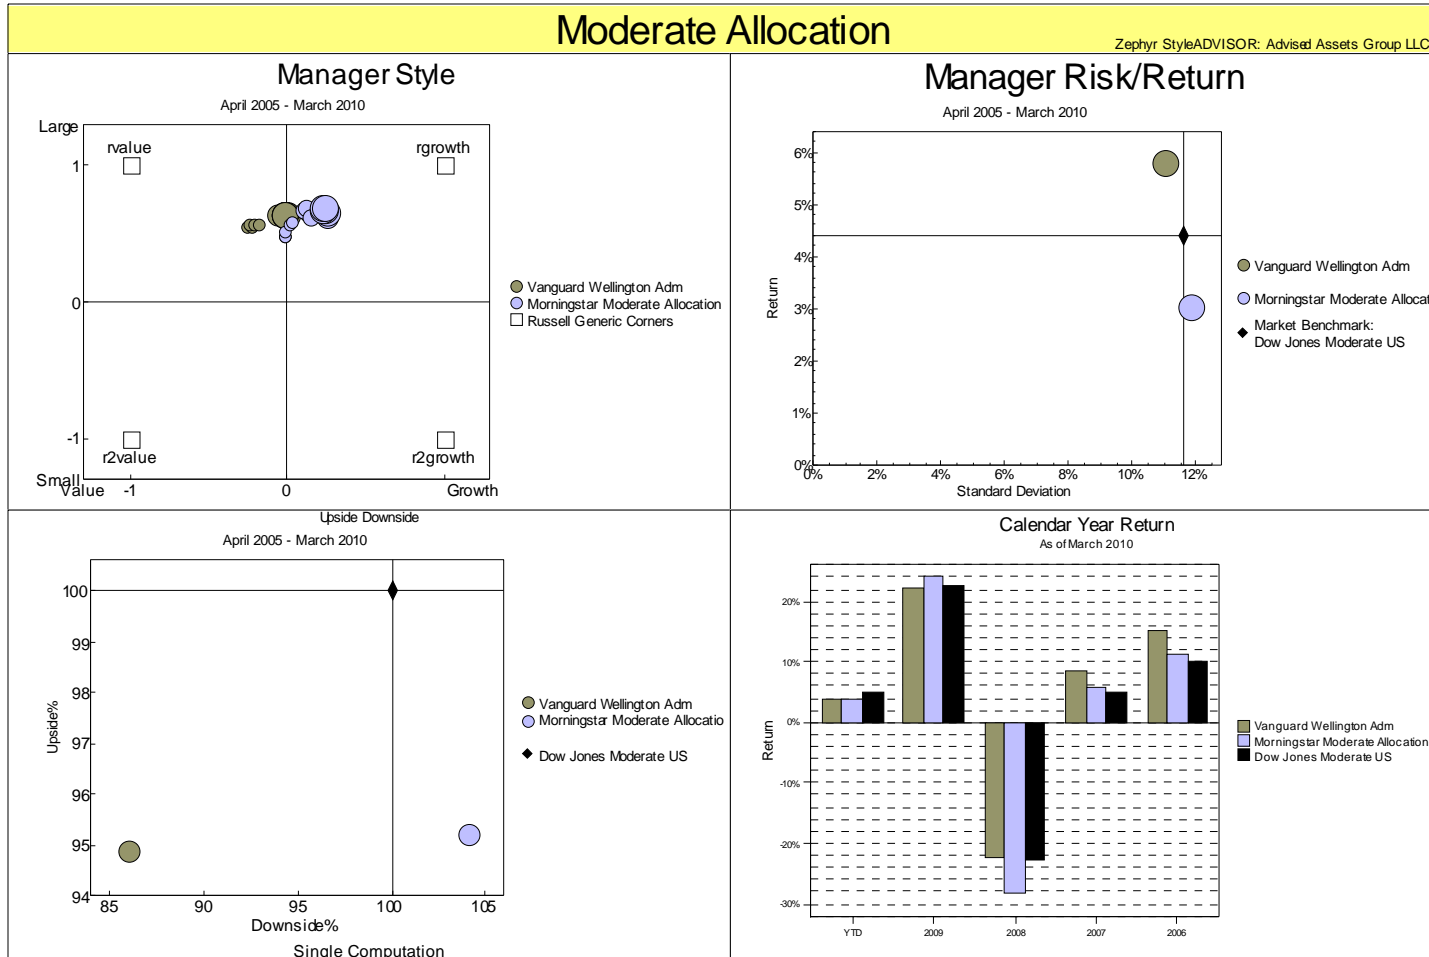 Moderate Allocation
Zephyr StyleADVISOR: Advised Assets Group LLC
Manager Style
April 2005 - March 2010
Large
rvalue
rgrowth
1
0
-1
r2value
r2growth
Small
Value
-1
0
Growth
Vanguard Wellington Adm
Morningstar Moderate Allocation
Russell Generic Corners
Manager Risk/Return
April 2005 - March 2010
6%
5%
4%
3%
2%
1%
0%
Return
0%
2%
4%
6%
8%
10%
12%
Standard Deviation
Vanguard Wellington Adm
Morningstar Moderate Allocat
Market Benchmark:
Dow Jones Moderate US
Upside Downside
April 2005 - March 2010
100
99
98
97
96
95
94
Upside%
85
90
95
100
105
Downside%
Single Computation
Vanguard Wellington Adm
Morningstar Moderate Allocatio
Dow Jones Moderate US
Calendar Year Return
As of March 2010
20%
10%
0%
-10%
-20%
-30%
Return
YTD
2009
2008
2007
2006
Vanguard Wellington Adm
Morningstar Moderate Allocation
Dow Jones Moderate US